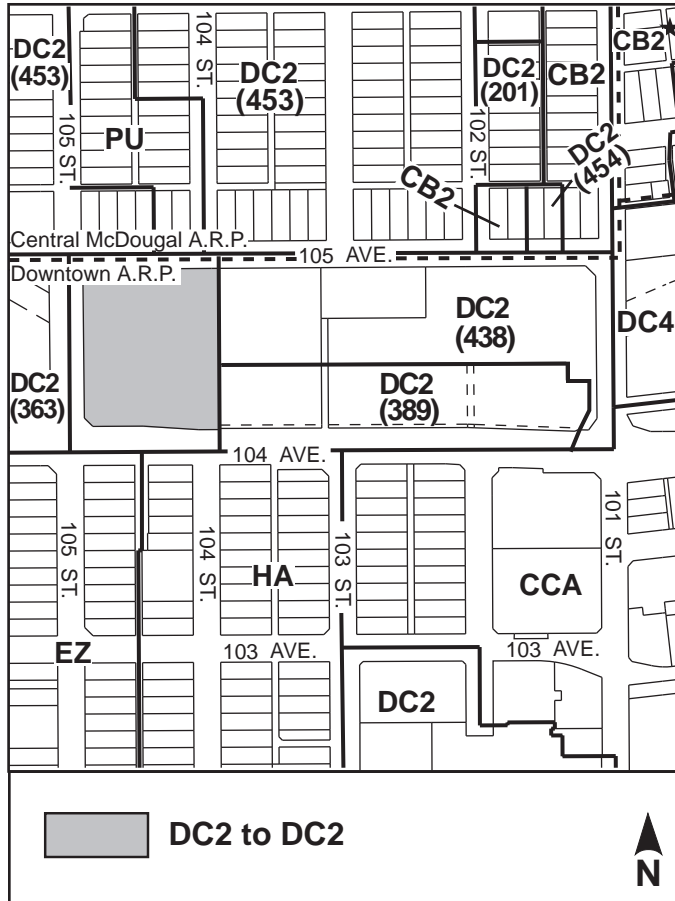 DC2
(453)
104 ST.
DC2
(453)
DC2
(201)
CB2
CB2
105 ST.
PU
102 ST.
DC2
(454)
CB2
Central McDougal A.R.P.
105 AVE.
Downtown A.R.P.
DC2
(438)
DC4
DC2
(363)
DC2
(389)
104 AVE.
105 ST.
104 ST.
HA
103 ST.
CCA
101 ST.
EZ
103 AVE.
103 AVE.
DC2
DC2 to DC2
N